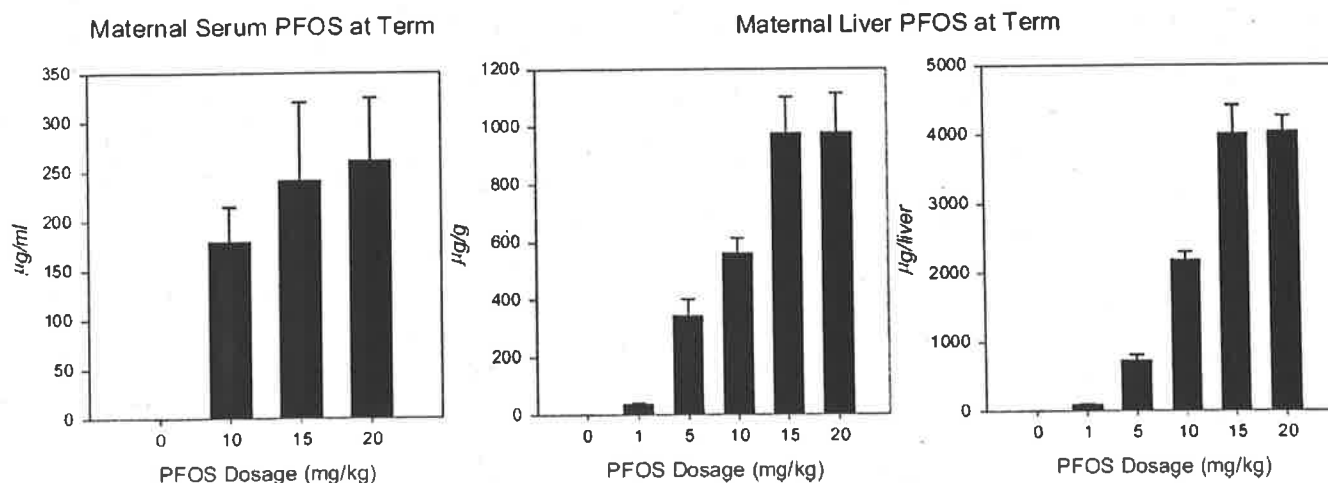 Maternal Serum PFOS at Term
350
300
250
200
150
100
50
0
µg/ml
0 10 15 20
PFOS Dosage (mg/kg)
Maternal Liver PFOS at Term
1200
1000
800
600
400
200
0
µg/g
0 1 5 10 15 20
PFOS Dosage (mg/kg)
5000
4000
3000
2000
1000
0
µg/liver
0 1 5 10 15 20
PFOS Dosage (mg/kg)